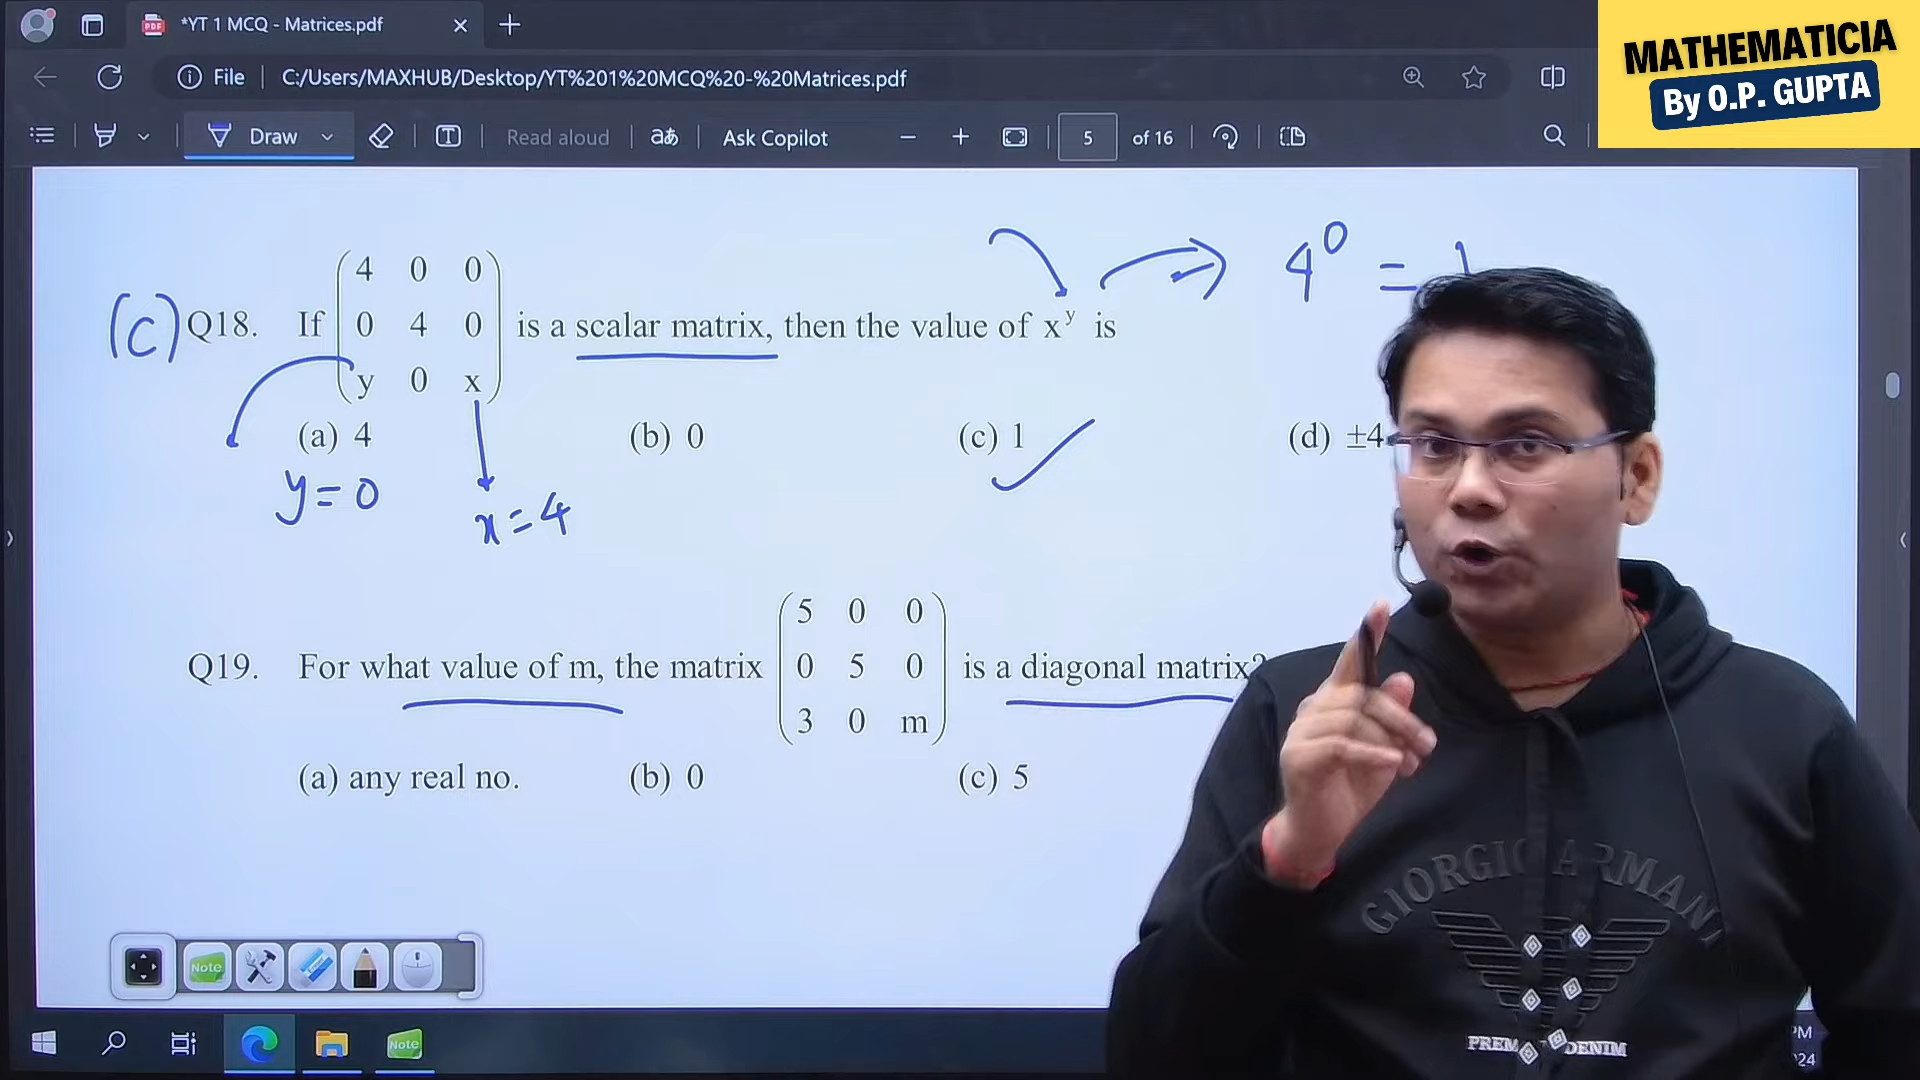 *YT 1 MCQ - Matrices.pdf
File C:/Users/MAXHUB/Desktop/YT%201%20MCQ%20-%20Matrices.pdf
MATHEMATICIA
By O.P. GUPTA
Draw Read aloud aあ Ask Copilot 5 of 16
4⁰ =
(C) Q18. If (4 0 0
0 4 0
y 0 x) is a scalar matrix, then the value of xʸ is
(a) 4 (b) 0 (c) 1 (d) ±4
y=0 x=4
Q19. For what value of m, the matrix (5 0 0
0 5 0
3 0 m) is a diagonal matrix?
(a) any real no. (b) 0 (c) 5
GIORGIO ARMANI
DENIM
Note
Note
PM